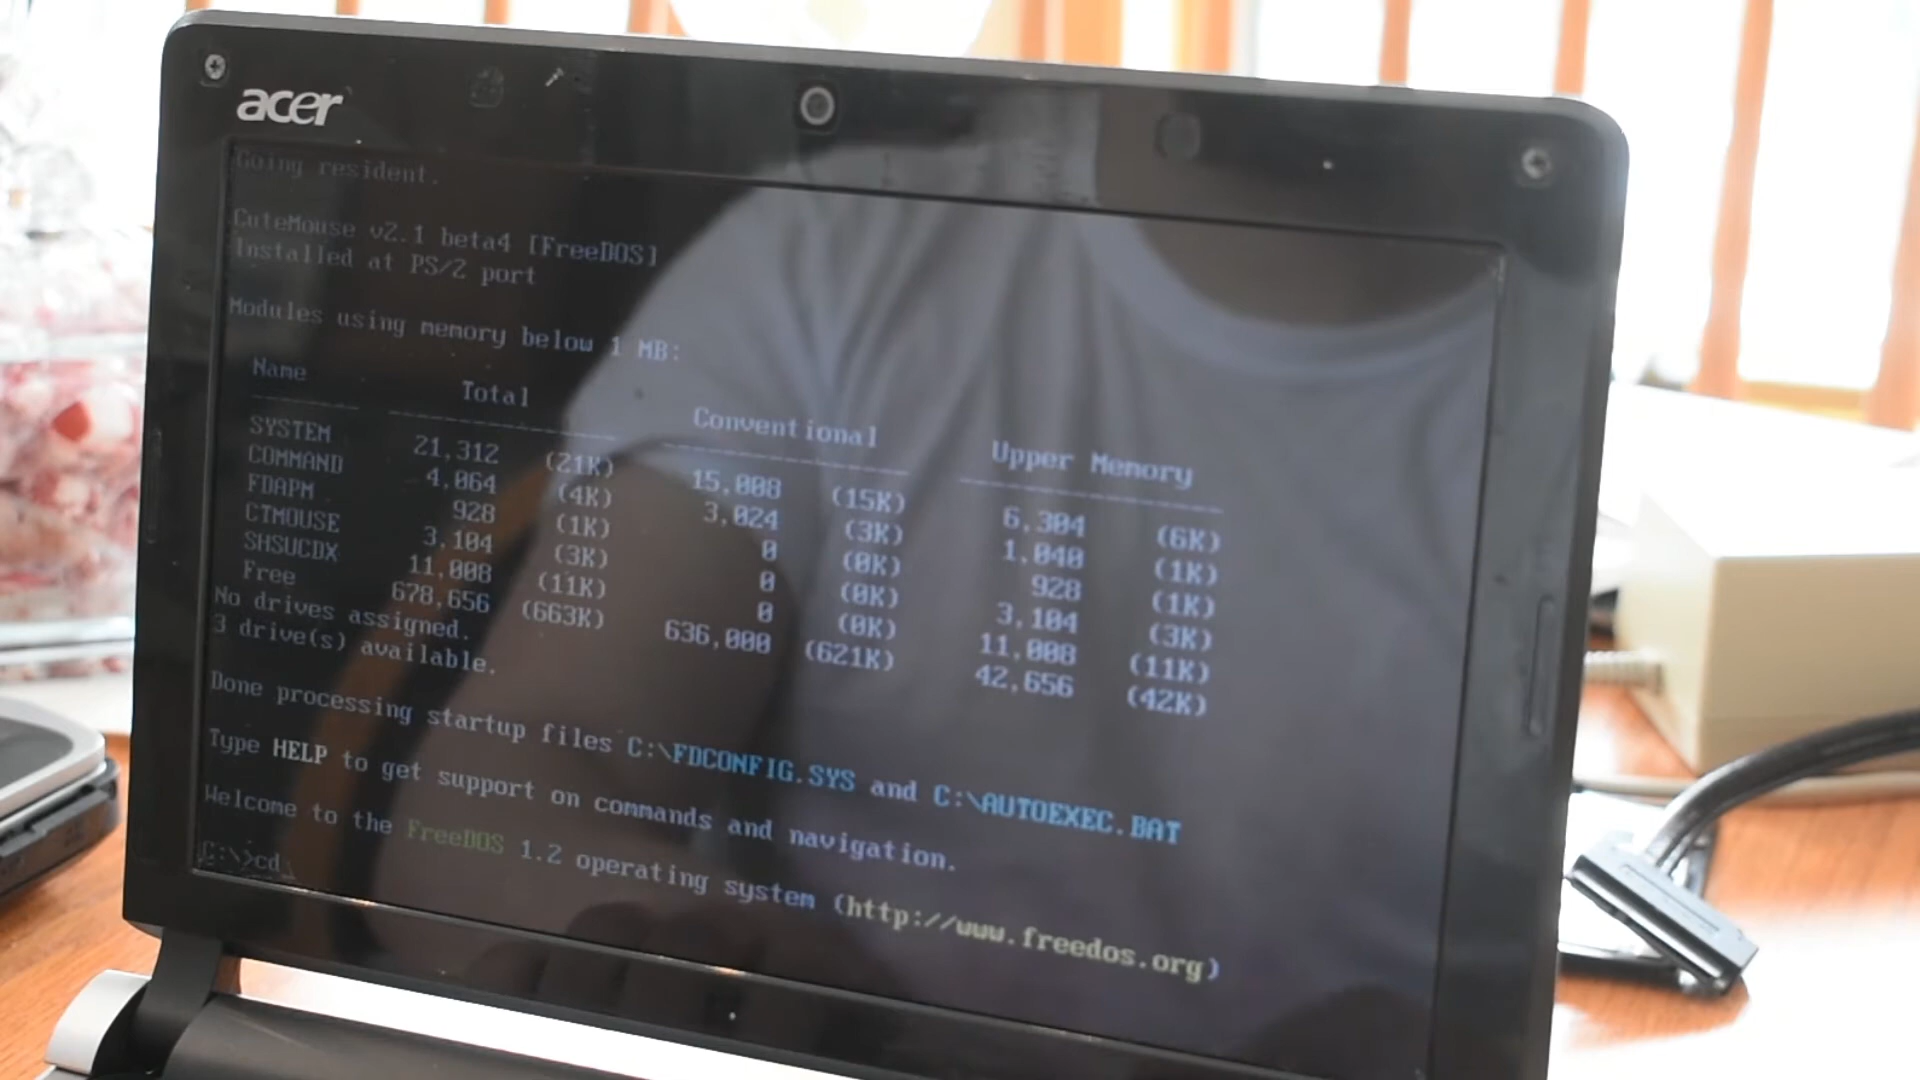 acer
Going resident.
CuteMouse v2.1 beta4 [FreeDOS]
Installed at PS/2 port
Modules using memory below 1 MB:
Name Total Conventional Upper Memory
SYSTEM 21,312 (21K) 15,008 (15K) 6,304 (6K)
COMMAND 4,064 (4K) 3,024 (3K) 1,040 (1K)
FDAPM 928 (1K) 0 (0K) 928 (1K)
CTMOUSE 3,104 (3K) 0 (0K) 3,104 (3K)
SHSUCDX 11,008 (11K) 0 (0K) 11,008 (11K)
Free 678,656 (663K) 636,000 (621K) 42,656 (42K)
No drives assigned.
3 drive(s) available.
Done processing startup files C:\FDCONFIG.SYS and C:\AUTOEXEC.BAT
Type HELP to get support on commands and navigation.
Welcome to the FreeDOS 1.2 operating system (http://www.freedos.org)
C:\>cd_